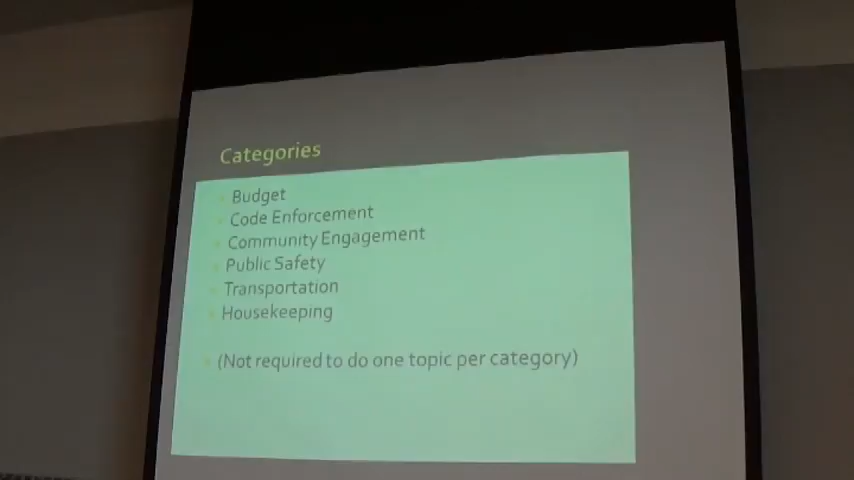 Categories
Budget
Code Enforcement
Community Engagement
Public Safety
Transportation
Housekeeping
(Not required to do one topic per category)